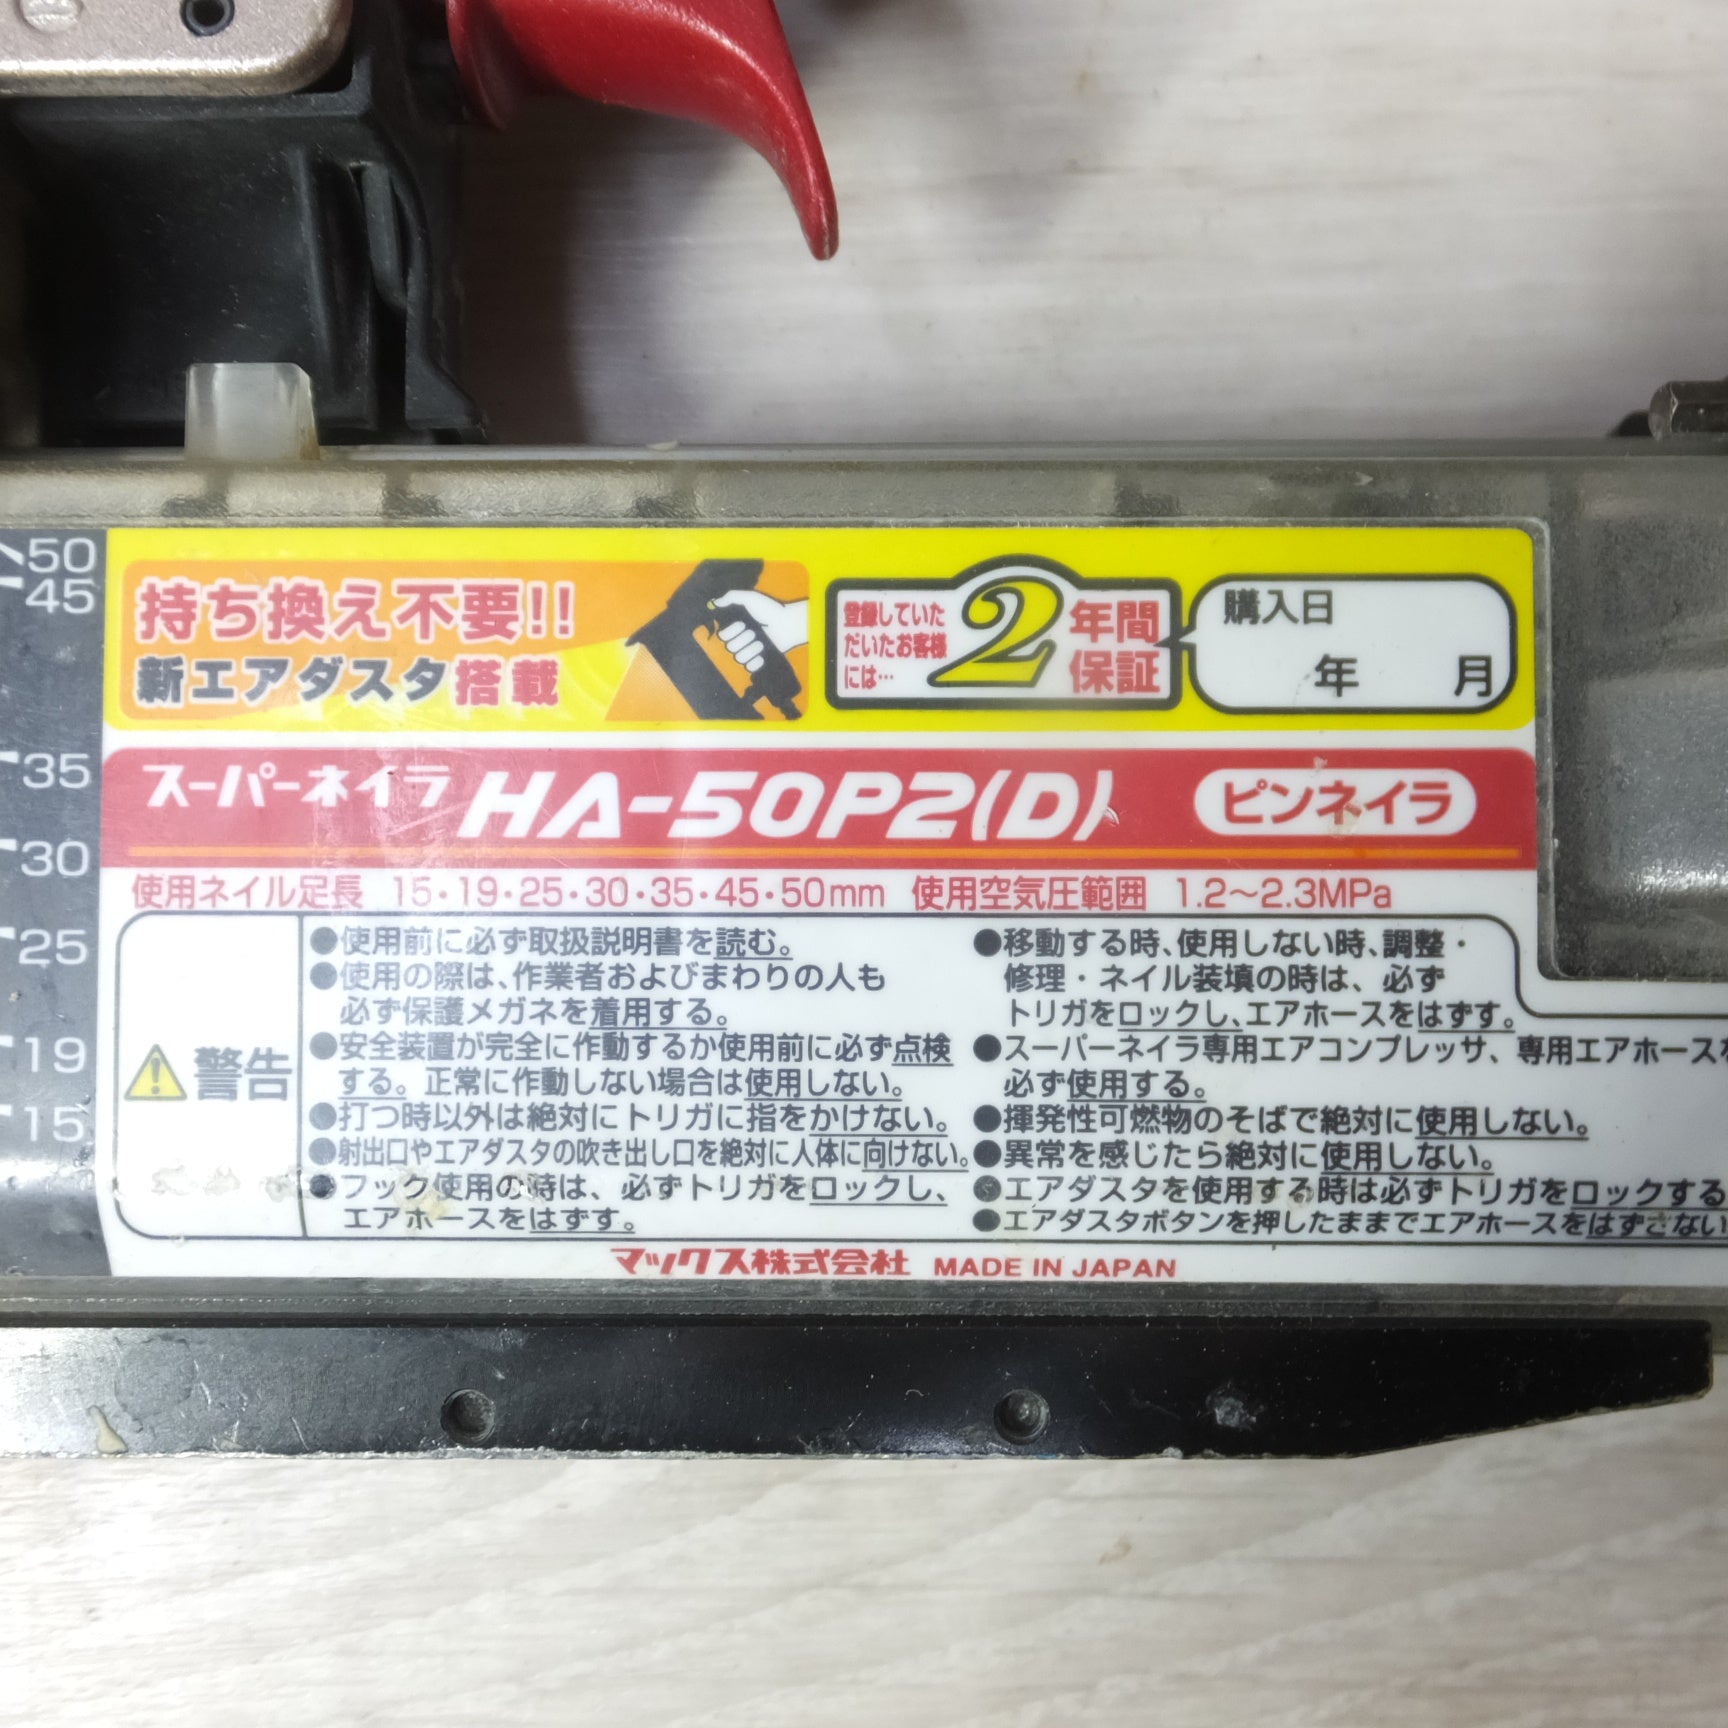 50
45
35
30
25
19
15
持ち換え不要!!
新エアダスタ搭載
登録していた
だいたお客様
には…
2年間
保証
購入日
年 月
スーパーネイラ HA-50P2(D) ピンネイラ
使用ネイル足長 15・19・25・30・35・45・50mm 使用空気圧範囲 1.2～2.3MPa
警告
●使用前に必ず取扱説明書を読む。
●使用の際は、作業者およびまわりの人も
必ず保護メガネを着用する。
●安全装置が完全に作動するか使用前に必ず点検
する。正常に作動しない場合は使用しない。
●打つ時以外は絶対にトリガに指をかけない。
●射出口やエアダスタの吹き出し口を絶対に人体に向けない。
●フック使用の時は、必ずトリガをロックし、
エアホースをはずす。
●移動する時、使用しない時、調整・
修理・ネイル装填の時は、必ず
トリガをロックし、エアホースをはずす。
●スーパーネイラ専用エアコンプレッサ、専用エアホースを
必ず使用する。
●揮発性可燃物のそばで絶対に使用しない。
●異常を感じたら絶対に使用しない。
●エアダスタを使用する時は必ずトリガをロックする
●エアダスタボタンを押したままでエアホースをはずさない
マックス株式会社 MADE IN JAPAN